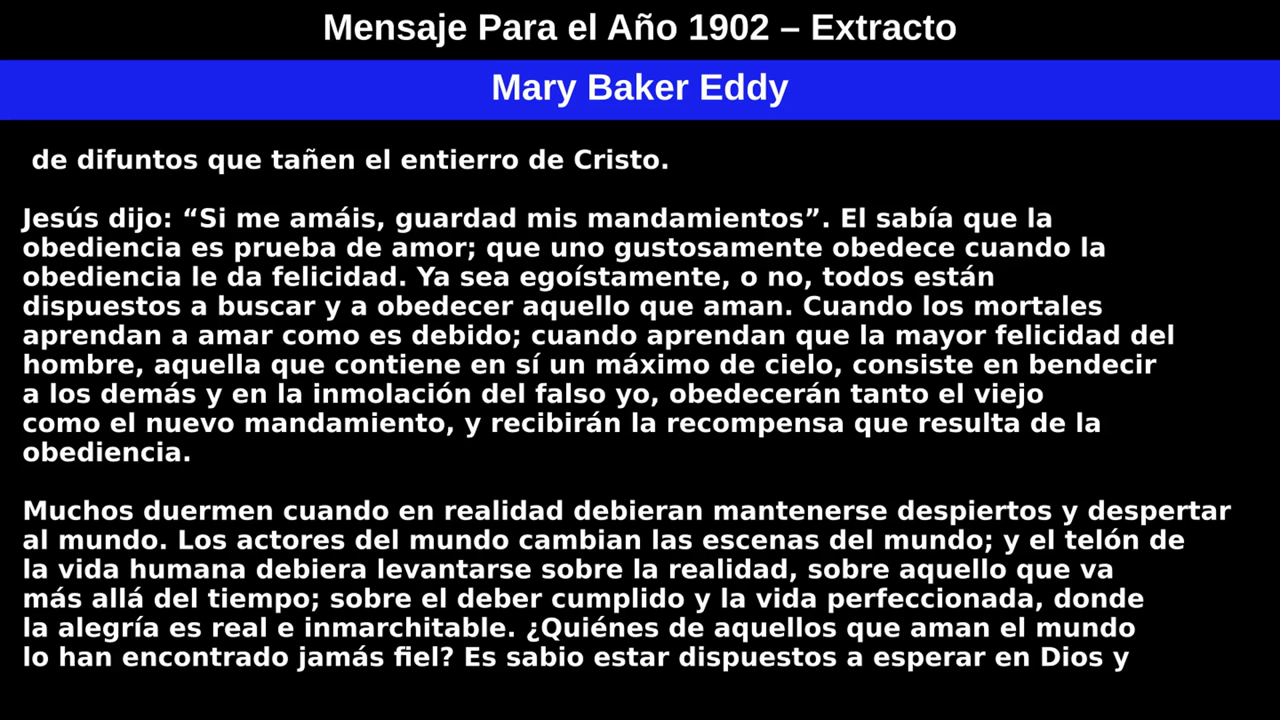 Mensaje Para el Año 1902 – Extracto
Mary Baker Eddy
de difuntos que tañen el entierro de Cristo.
Jesús dijo: “Si me amáis, guardad mis mandamientos”. El sabía que la
obediencia es prueba de amor; que uno gustosamente obedece cuando la
obediencia le da felicidad. Ya sea egoístamente, o no, todos están
dispuestos a buscar y a obedecer aquello que aman. Cuando los mortales
aprendan a amar como es debido; cuando aprendan que la mayor felicidad del
hombre, aquella que contiene en sí un máximo de cielo, consiste en bendecir
a los demás y en la inmolación del falso yo, obedecerán tanto el viejo
como el nuevo mandamiento, y recibirán la recompensa que resulta de la
obediencia.
Muchos duermen cuando en realidad debieran mantenerse despiertos y despertar
al mundo. Los actores del mundo cambian las escenas del mundo; y el telón de
la vida humana debiera levantarse sobre la realidad, sobre aquello que va
más allá del tiempo; sobre el deber cumplido y la vida perfeccionada, donde
la alegría es real e inmarchitable. ¿Quiénes de aquellos que aman el mundo
lo han encontrado jamás fiel? Es sabio estar dispuestos a esperar en Dios y